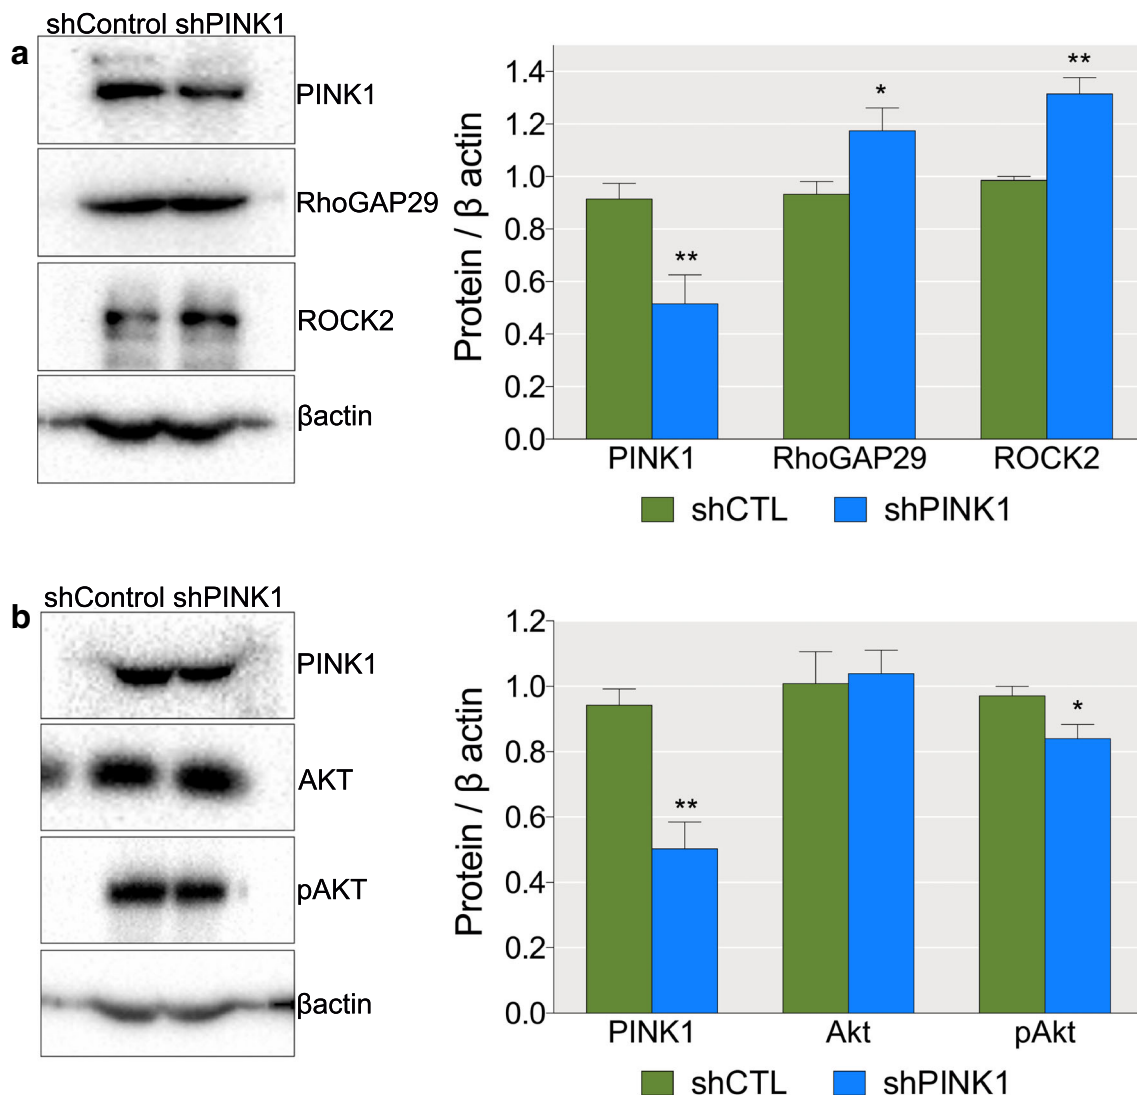 shControl shPINK1
a
PINK1
RhoGAP29
ROCK2
βactin
Protein / β actin
1.4
1.2
1.0
0.8
0.6
0.4
0.2
0.0
**
*
**
PINK1 RhoGAP29 ROCK2
shCTL shPINK1
shControl shPINK1
b
PINK1
AKT
pAKT
βactin
Protein / β actin
1.2
1.0
0.8
0.6
0.4
0.2
0.0
**
*
PINK1 Akt pAkt
shCTL shPINK1